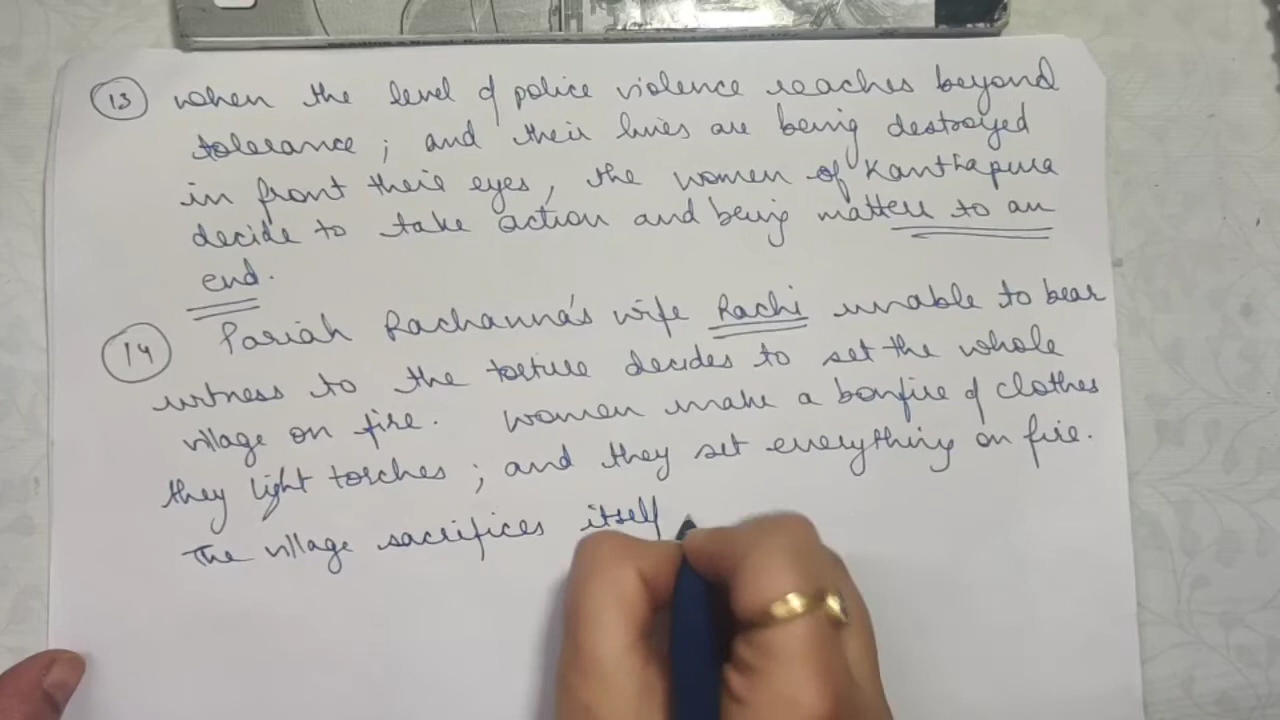 13 when the level of police violence reaches beyond
tolerance ; and their lives are being destroyed
in front their eyes, the women of Kanthapura
decide to take action and being matters to an
end.
14 Pariah Rachanna's wife Rachi unable to bear
witness to the torture decides to set the whole
village on fire. Women make a bonfire of clothes
they light torches ; and they set everything on fire.
The village sacrifices itself